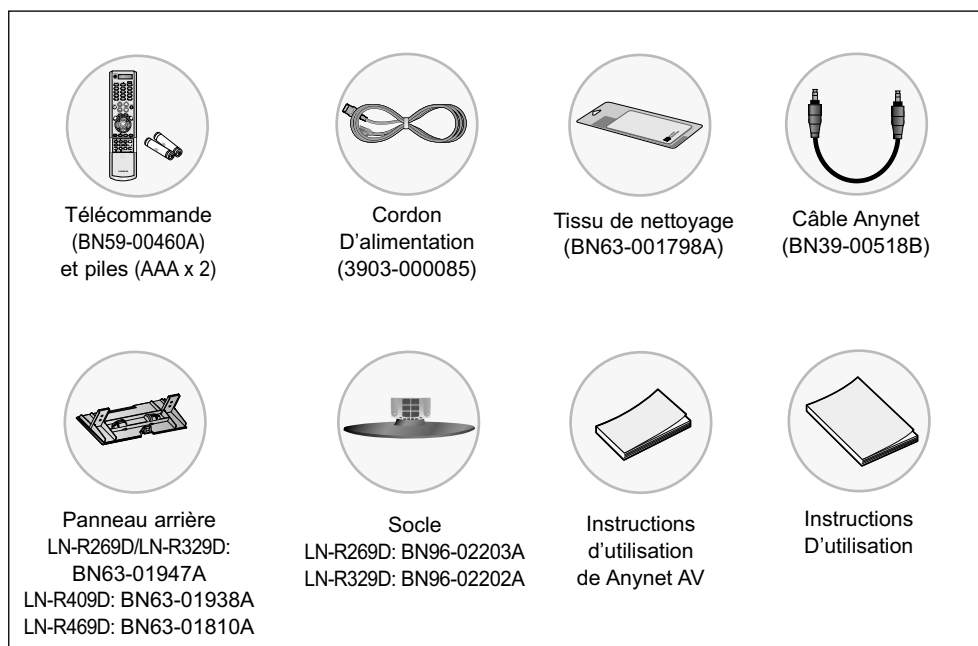 Télécommande
(BN59-00460A)
et piles (AAA x 2)
Cordon
D’alimentation
(3903-000085)
Tissu de nettoyage
(BN63-001798A)
Câble Anynet
(BN39-00518B)
Panneau arrière
LN-R269D/LN-R329D:
BN63-01947A
LN-R409D: BN63-01938A
LN-R469D: BN63-01810A
Socle
LN-R269D: BN96-02203A
LN-R329D: BN96-02202A
Instructions
d’utilisation
de Anynet AV
Instructions
D’utilisation